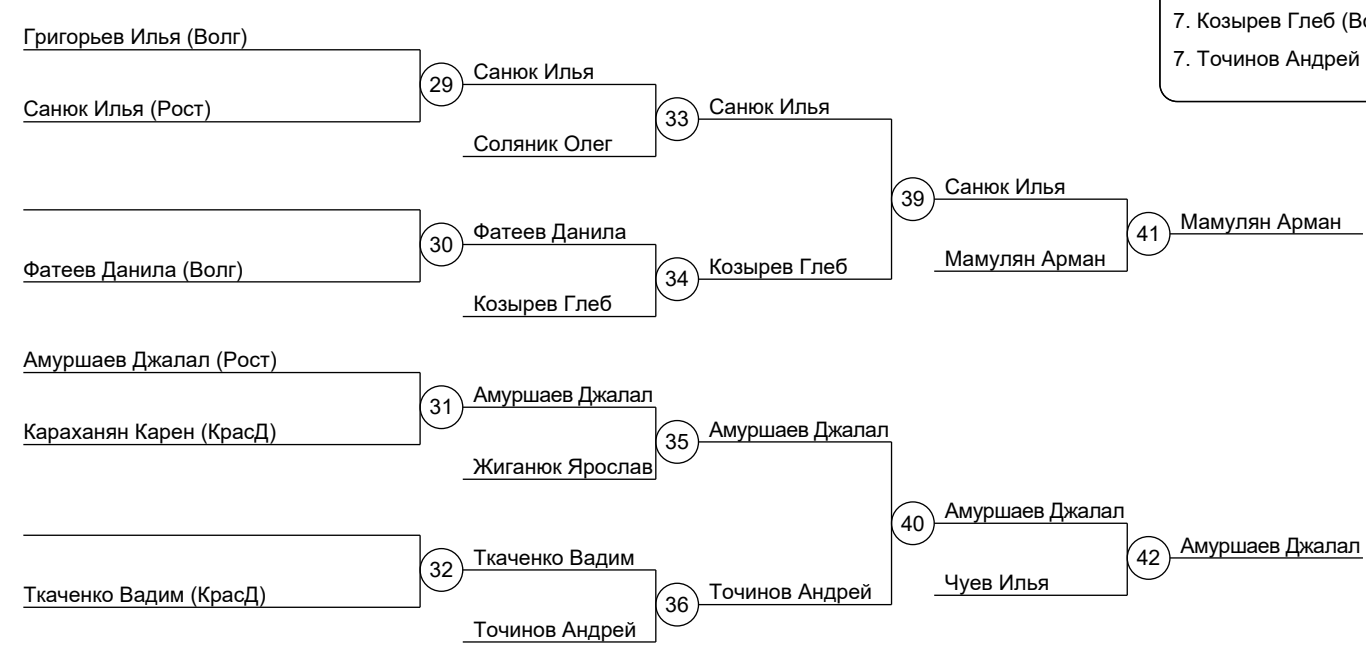 7. Козырев Глеб
7. Точинов Андрей
Григорьев Илья (Волг)
29
Санюк Илья
Санюк Илья (Рост)
33
Санюк Илья
Соляник Олег
39
Санюк Илья
30
Фатеев Данила
Фатеев Данила (Волг)
34
Козырев Глеб
Козырев Глеб
Мамулян Арман
41
Мамулян Арман
Амуршаев Джалал (Рост)
31
Амуршаев Джалал
Караханян Карен (КрасД)
35
Амуршаев Джалал
Жиганюк Ярослав
40
Амуршаев Джалал
32
Ткаченко Вадим
Ткаченко Вадим (КрасД)
36
Точинов Андрей
Точинов Андрей
Чуев Илья
42
Амуршаев Джалал